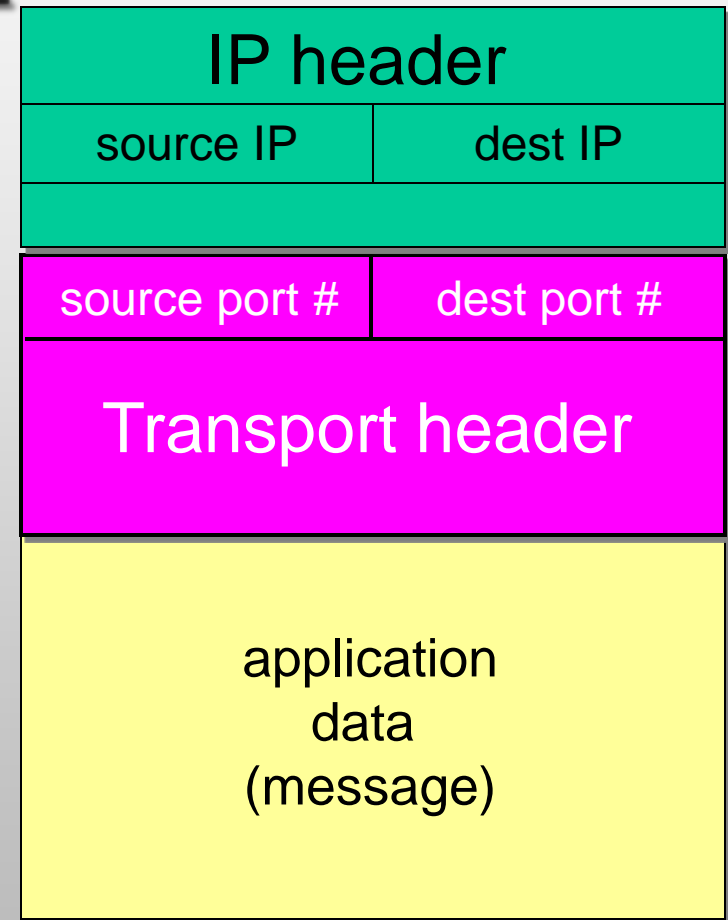 IP header
source IP dest IP
source port # dest port #
Transport header
application
data
(message)